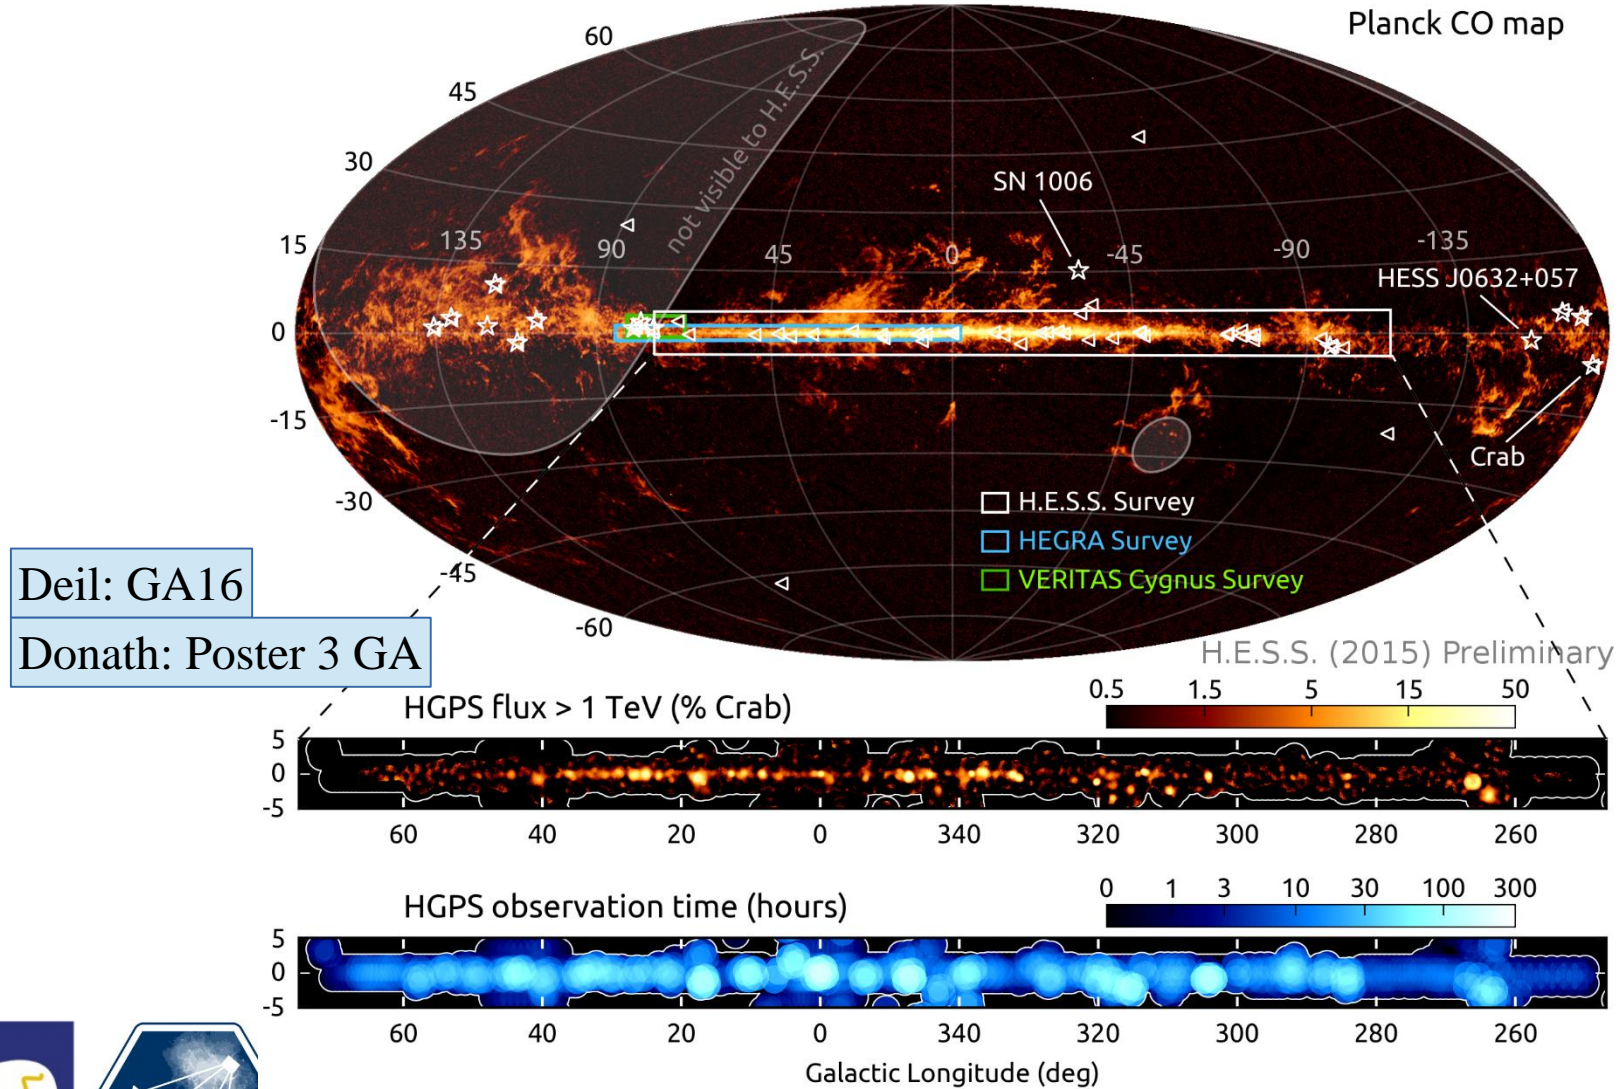 Planck CO map
60
45
30
15
0
-15
-30
-45
-60
135
90
45
0
-45
-90
-135
not visible to H.E.S.S.
SN 1006
HESS J0632+057
Crab
H.E.S.S. Survey
HEGRA Survey
VERITAS Cygnus Survey
Deil: GA16
Donath: Poster 3 GA
H.E.S.S. (2015) Preliminary
HGPS flux > 1 TeV (% Crab)
0.5 1.5 5 15 50
5
0
-5
60 40 20 0 340 320 300 280 260
HGPS observation time (hours)
0 1 3 10 30 100 300
5
0
-5
60 40 20 0 340 320 300 280 260
Galactic Longitude (deg)